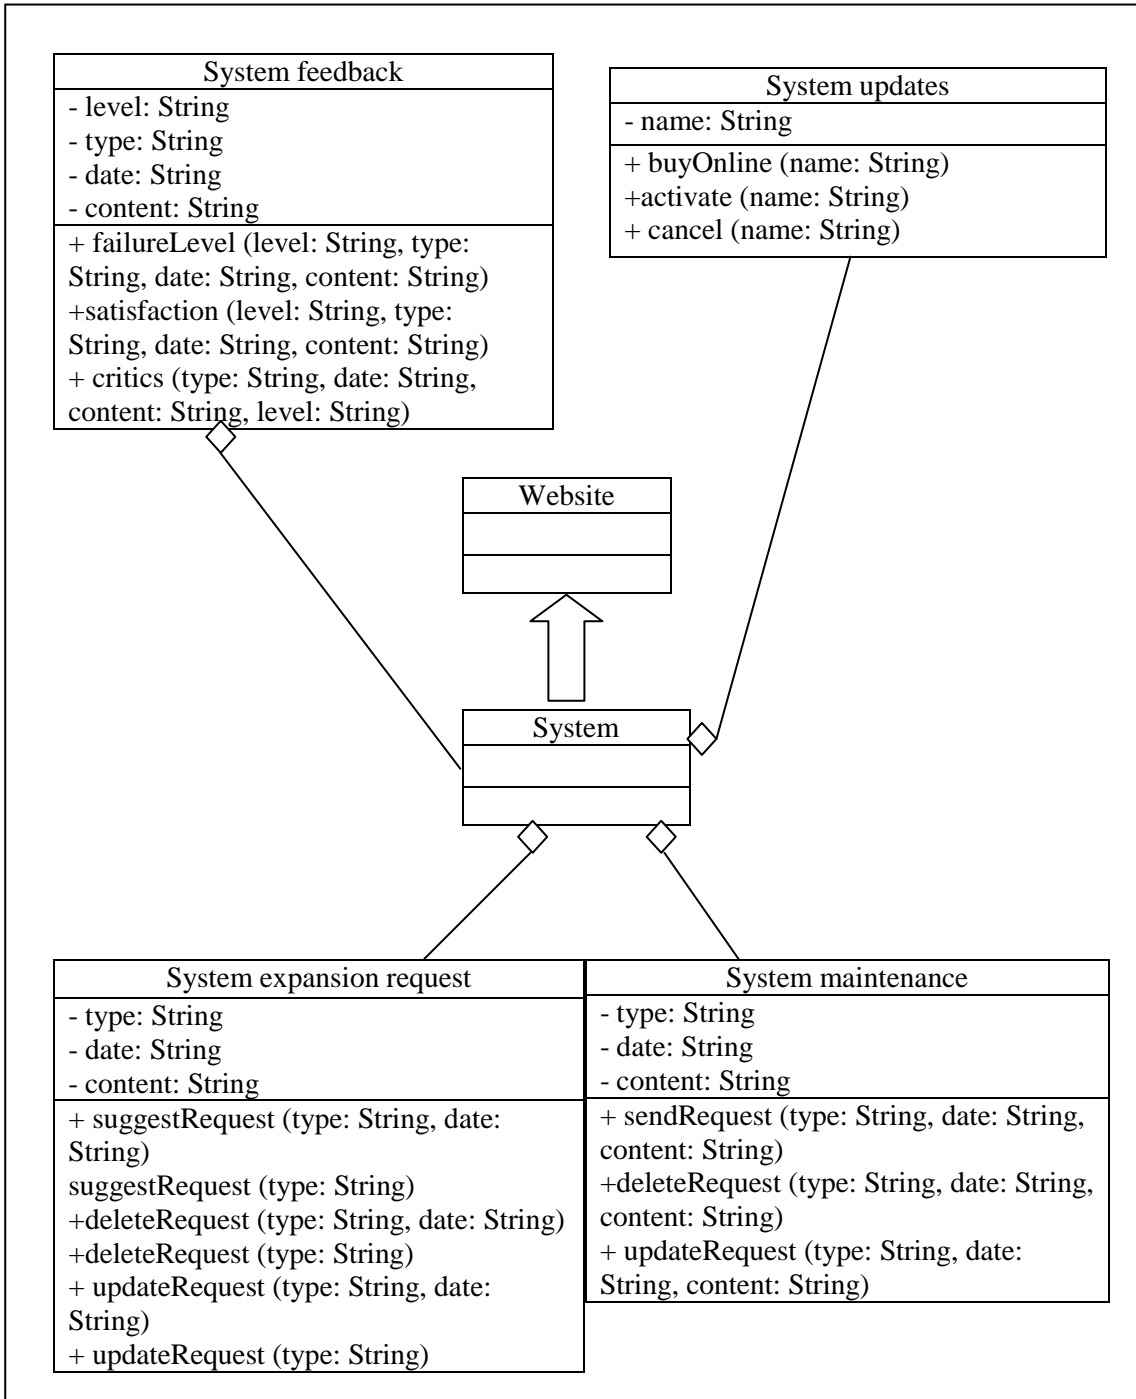 System feedback
- level: String
- type: String
- date: String
- content: String
+ failureLevel (level: String, type:
String, date: String, content: String)
+satisfaction (level: String, type:
String, date: String, content: String)
+ critics (type: String, date: String,
content: String, level: String)
System updates
- name: String
+ buyOnline (name: String)
+activate (name: String)
+ cancel (name: String)
Website
System
System expansion request
- type: String
- date: String
- content: String
+ suggestRequest (type: String, date:
String)
suggestRequest (type: String)
+deleteRequest (type: String, date: String)
+deleteRequest (type: String)
+ updateRequest (type: String, date:
String)
+ updateRequest (type: String)
System maintenance
- type: String
- date: String
- content: String
+ sendRequest (type: String, date: String,
content: String)
+deleteRequest (type: String, date: String,
content: String)
+ updateRequest (type: String, date:
String, content: String)